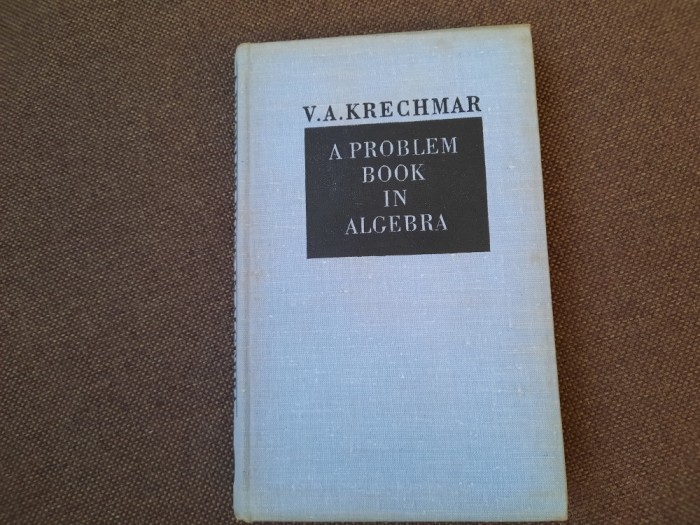 V.A.KRECHMAR
A PROBLEM
BOOK
IN
ALGEBRA